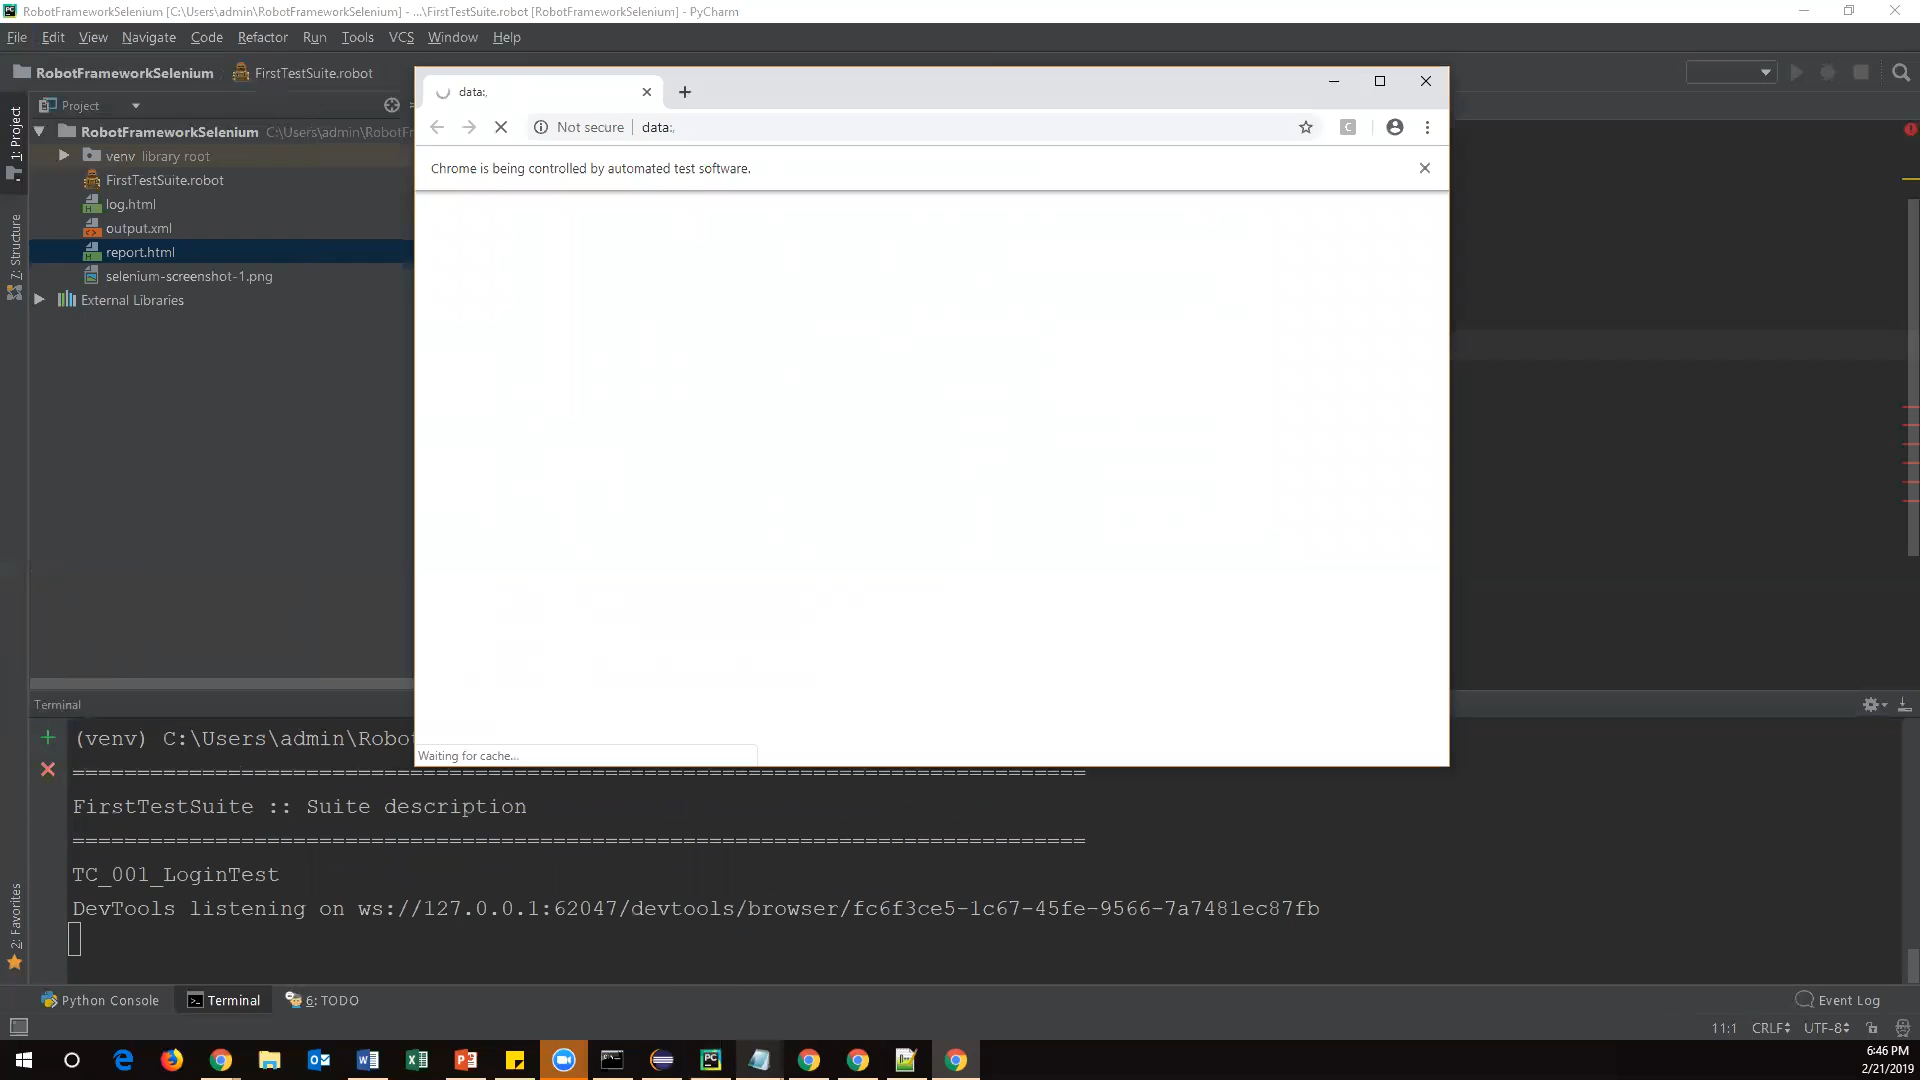 RobotFrameworkSelenium [C:\Users\admin\RobotFrameworkSelenium] - ...\FirstTestSuite.robot [RobotFrameworkSelenium] - PyCharm
File Edit View Navigate Code Refactor Run Tools VCS Window Help
RobotFrameworkSelenium FirstTestSuite.robot
Project
1: Project
7: Structure
2: Favorites
RobotFrameworkSelenium C:\Users\admin\RobotFr
venv library root
FirstTestSuite.robot
log.html
output.xml
report.html
selenium-screenshot-1.png
External Libraries
data:,
Not secure data:,
Chrome is being controlled by automated test software.
Waiting for cache...
Terminal
(venv) C:\Users\admin\Robot
===============================================================================
FirstTestSuite :: Suite description
==============================================================================
TC_001_LoginTest
DevTools listening on ws://127.0.0.1:62047/devtools/browser/fc6f3ce5-1c67-45fe-9566-7a7481ec87fb
Python Console Terminal 6: TODO Event Log
11:1 CRLF UTF-8
6:46 PM
2/21/2019